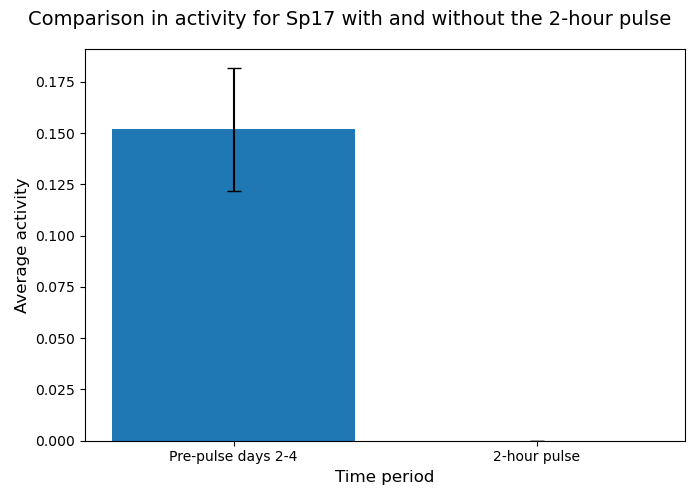 Comparison in activity for Sp17 with and without the 2-hour pulse
Average activity
0.175
0.150
0.125
0.100
0.075
0.050
0.025
0.000
Pre-pulse days 2-4
2-hour pulse
Time period